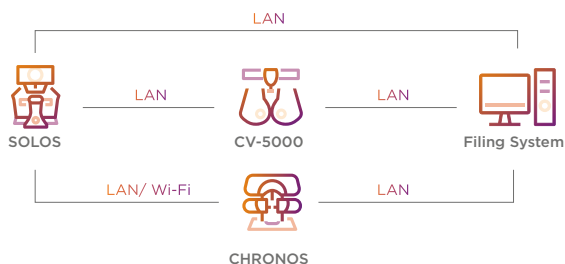 LAN
LAN
LAN
SOLOS
CV-5000
Filing System
LAN/ Wi-Fi
LAN
CHRONOS